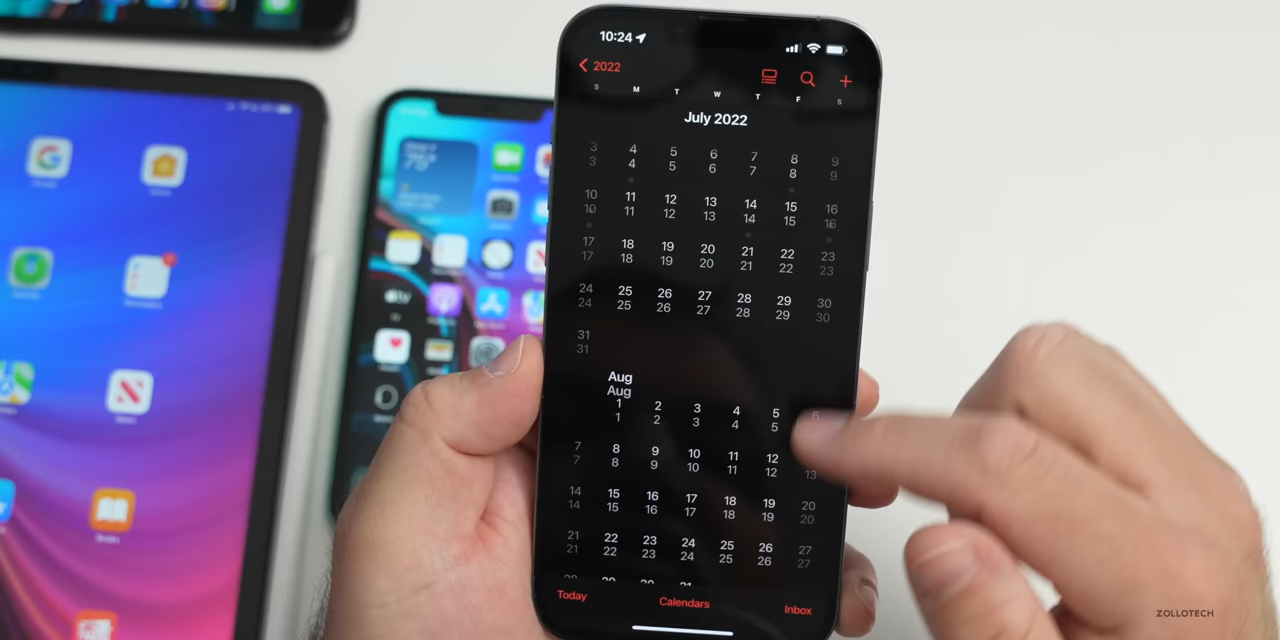 10:24
2022
S M T W T F S
July 2022
3 4 5 6 7 8 9
3 4 5 6 7 8 9
10 11 12 13 14 15 16
10 11 12 13 14 15 16
17 18 19 20 21 22 23
17 18 19 20 21 22 23
24 25 26 27 28 29 30
24 25 26 27 28 29 30
31
31
Aug
Aug
1 2 3 4 5 6
1 2 3 4 5
7 8 9 10 11 12
7 8 9 10 11 12 13
14 15 16 17 18 19 20
14 15 16 17 18 19 20
21 22 23 24 25 26 27
21 22 23 24 25 26 27
28 29 30 31
Today Calendars Inbox
ZOLLOTECH